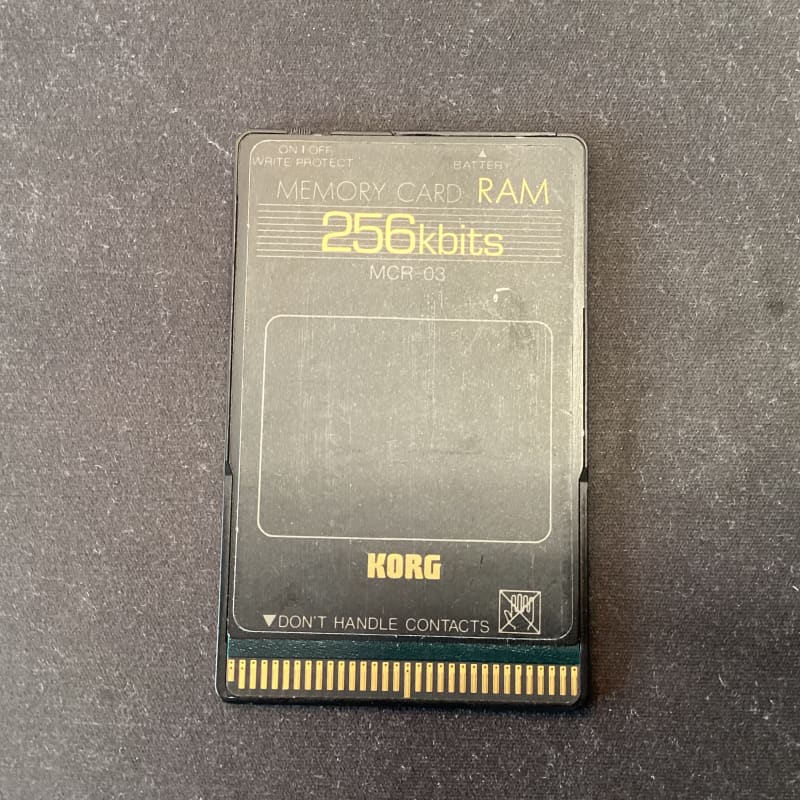 ON | OFF
WRITE PROTECT
▲
BATTERY
MEMORY CARD RAM
256kbits
MCR-03
KORG
▼DON'T HANDLE CONTACTS